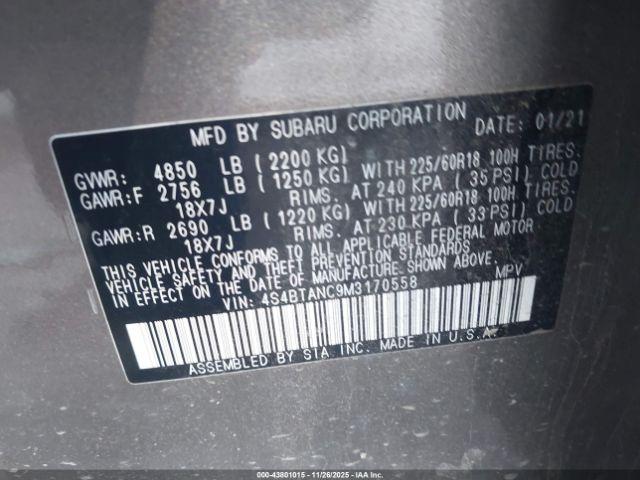 MFD BY SUBARU CORPORATION DATE: 01/21
GVWR: 4850 LB (2200 KG)
GAWR:F 2756 LB (1250 KG) WITH 225/60R18 100H TIRES.
18X7J RIMS. AT 240 KPA (35 PSI) COLD
GAWR:R 2690 LB (1220 KG) WITH 225/60R18 100H TIRES.
18X7J RIMS. AT 230 KPA (33 PSI) COLD
THIS VEHICLE CONFORMS TO ALL APPLICABLE FEDERAL MOTOR
VEHICLE SAFETY AND THEFT PREVENTION STANDARDS
IN EFFECT ON THE DATE OF MANUFACTURE SHOWN ABOVE.
VIN: 4S4BTANC9M3170558 MPV
ASSEMBLED BY SIA INC. MADE IN U.S.A.
000-43801015 - 11/26/2025 - IAA Inc.